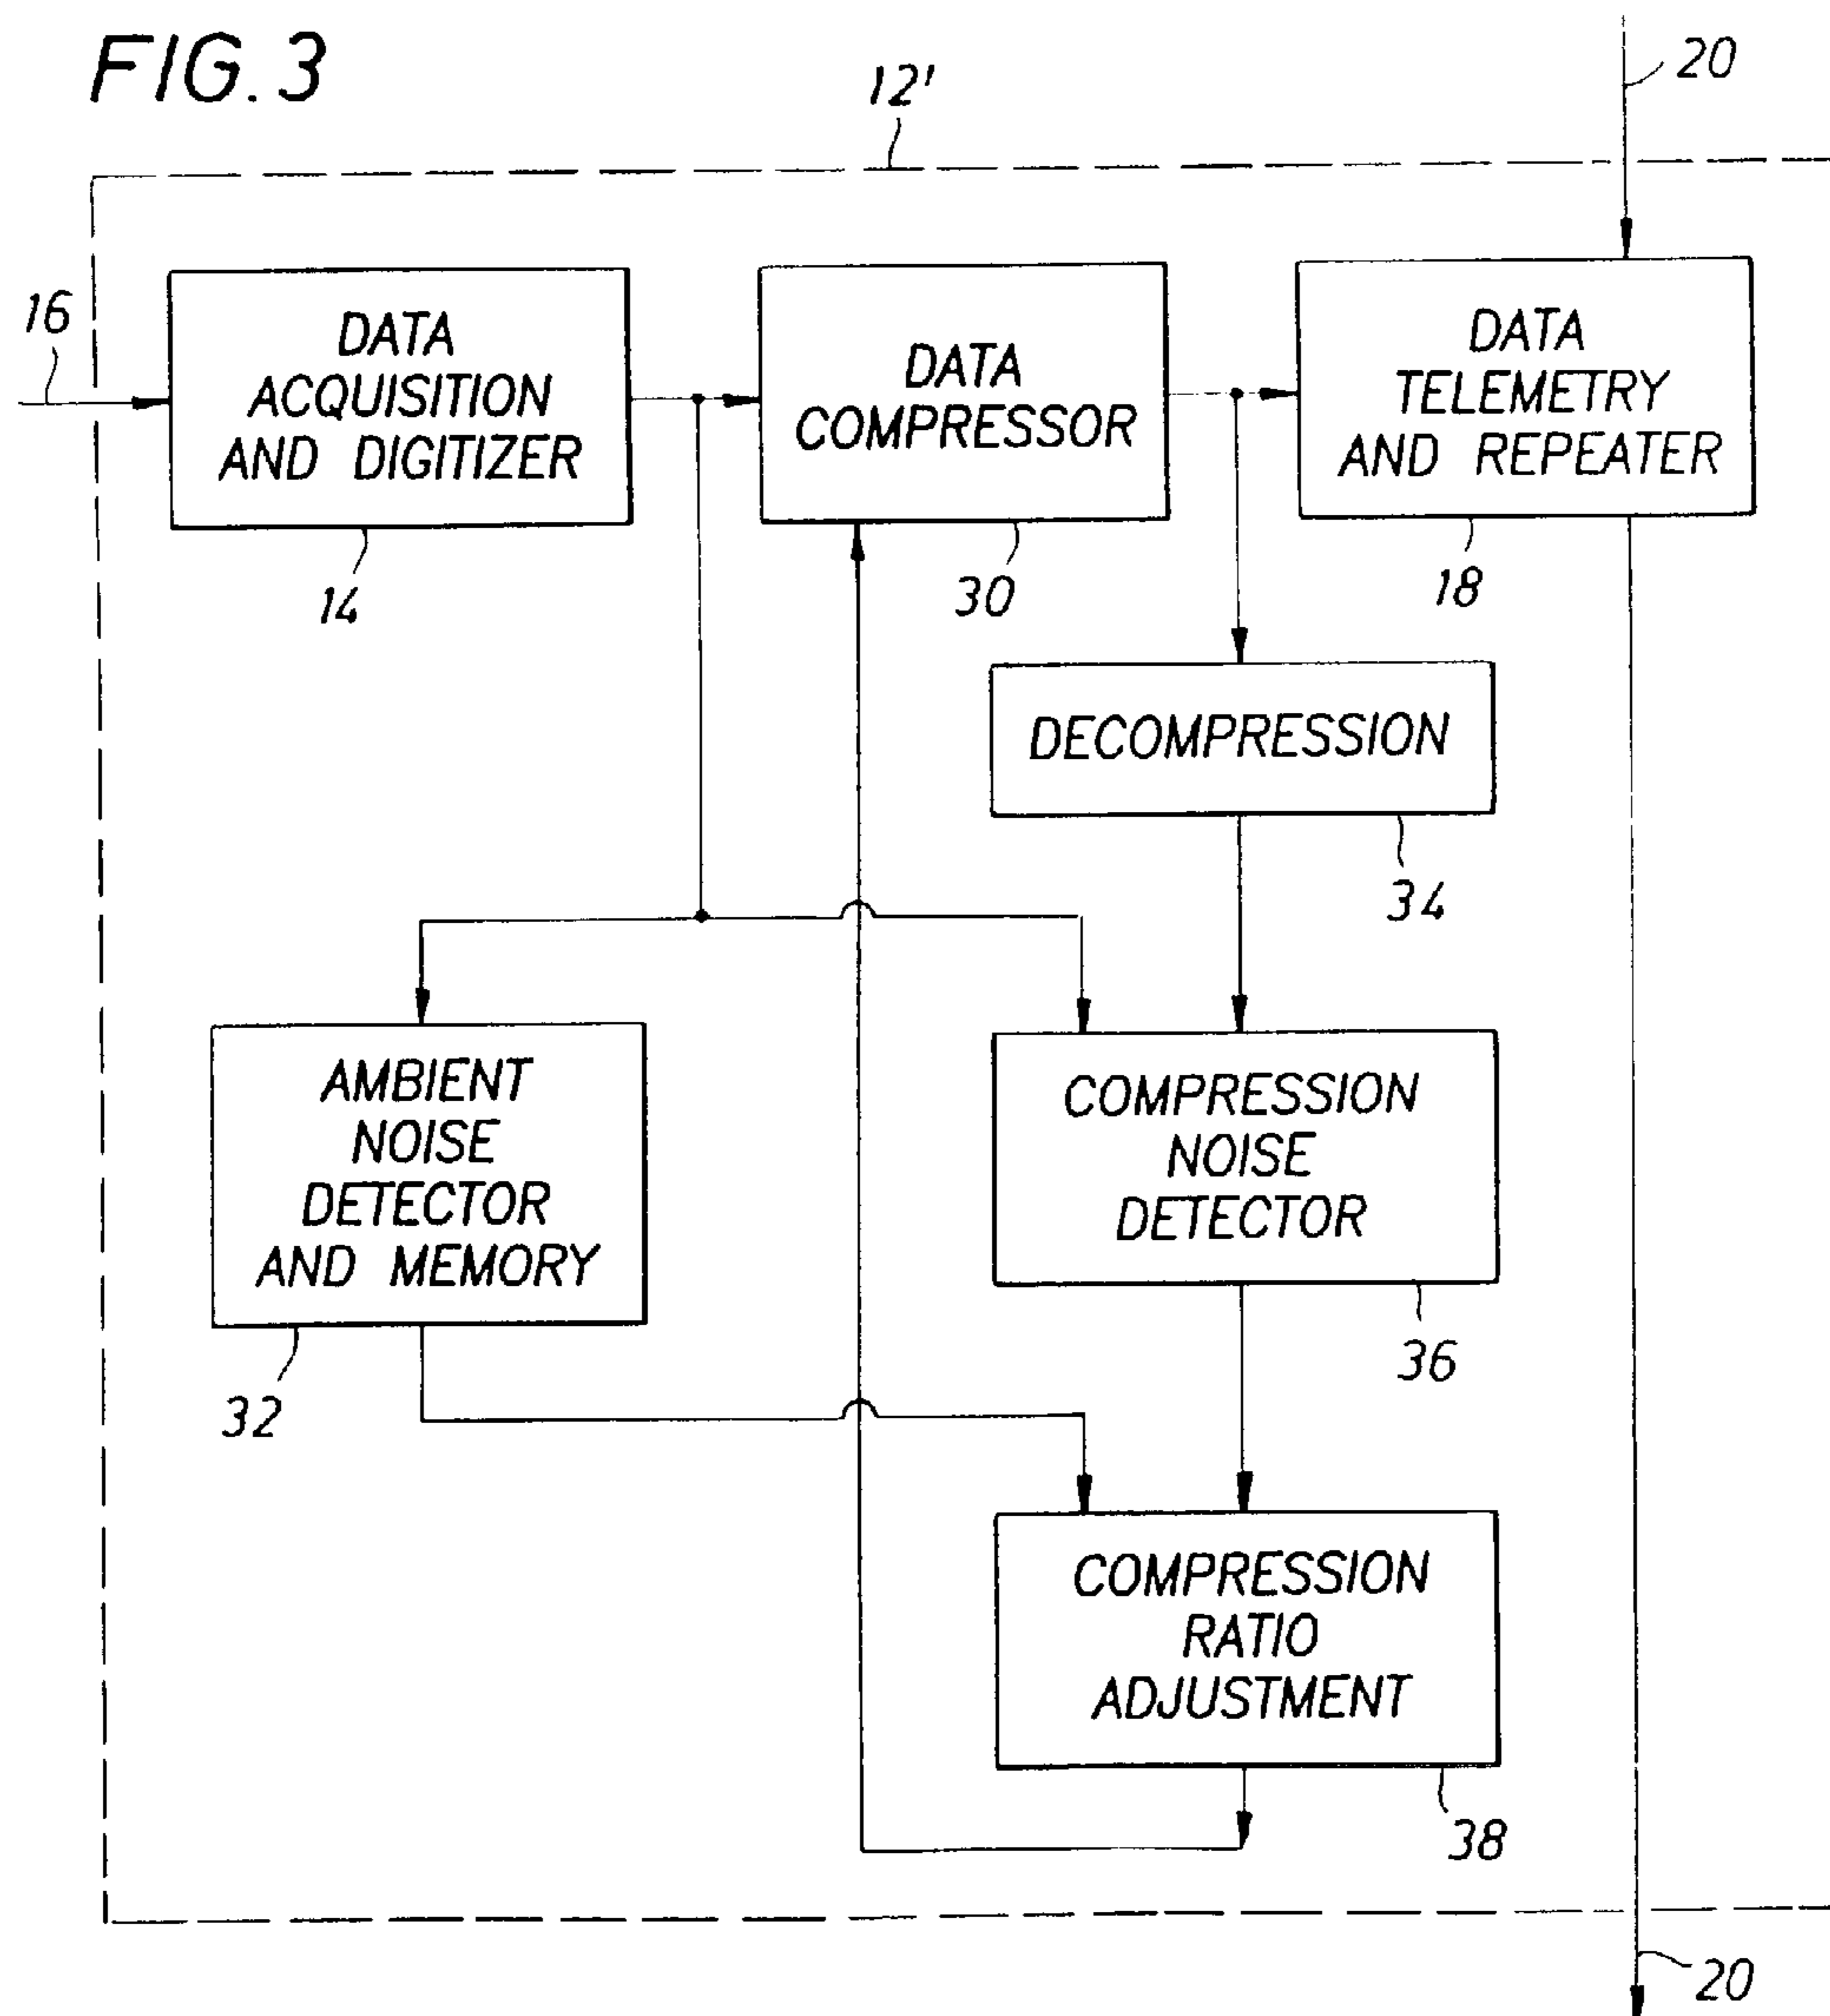 FIG. 3
12'
20
16
DATA
ACQUISITION
AND DIGITIZER
14
DATA
COMPRESSOR
30
DATA
TELEMETRY
AND REPEATER
18
DECOMPRESSION
34
AMBIENT
NOISE
DETECTOR
AND MEMORY
32
COMPRESSION
NOISE
DETECTOR
36
COMPRESSION
RATIO
ADJUSTMENT
38
20